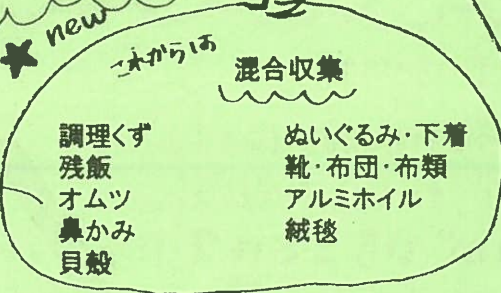 ★ new
これからは
混合収集
調理くず
残飯
オムツ
鼻かみ
貝殻
ぬいぐるみ・下着
靴・布団・布類
アルミホイル
絨毯